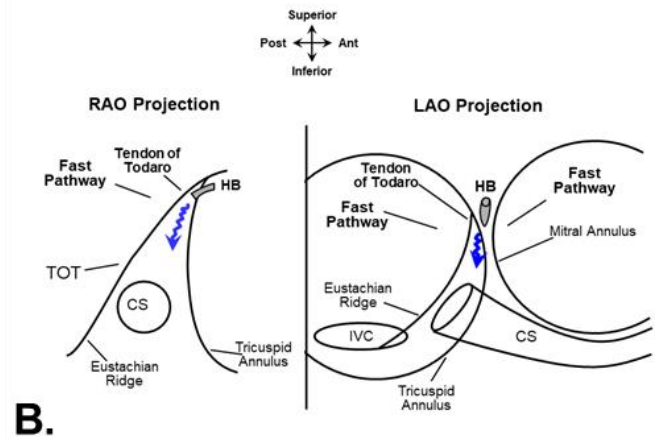 Superior
Post
Ant
Inferior
RAO Projection
Tendon of
Todaro
HB
Fast
Pathway
TOT
CS
Eustachian
Ridge
Tricuspid
Annulus
LAO Projection
Tendon
of Todaro
HB
Fast
Pathway
Fast
Pathway
Mitral Annulus
Eustachian
Ridge
IVC
CS
Tricuspid
Annulus
B.